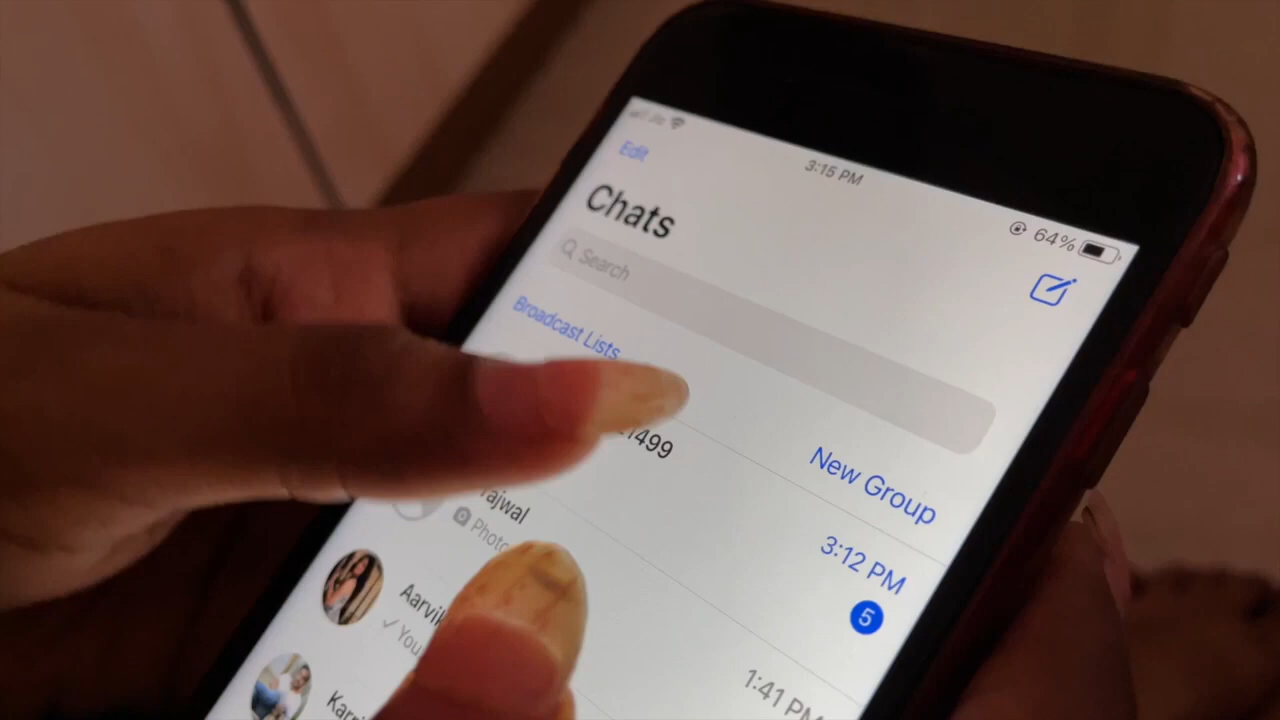 3:15 PM
64%
Edit
Chats
Search
Broadcast Lists
New Group
1499
3:12 PM
5
Photo
1:41 PM
You